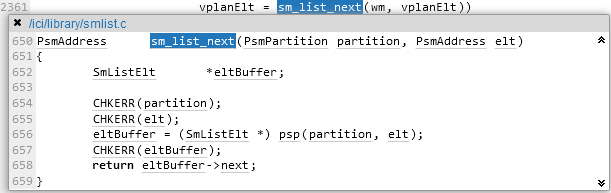 2361 vplanElt = sm_list_next(wm, vplanElt))
× /ici/library/smlist.c
650 PsmAddress sm_list_next(PsmPartition partition, PsmAddress elt)
651 {
652 SmListElt *eltBuffer;
653
654 CHKERR(partition);
655 CHKERR(elt);
656 eltBuffer = (SmListElt *) psp(partition, elt);
657 CHKERR(eltBuffer);
658 return eltBuffer->next;
659 }